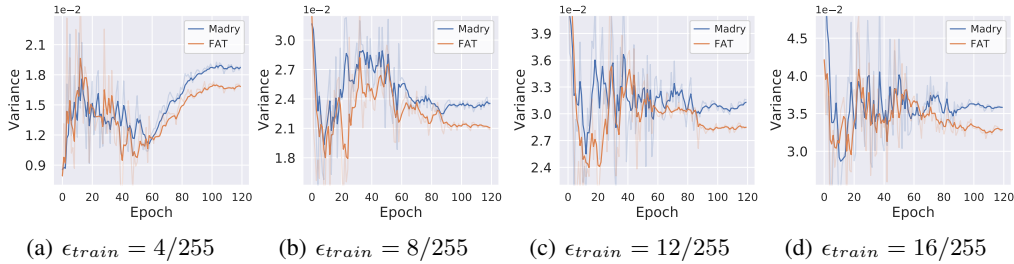 1e−2
Variance
2.1
1.8
1.5
1.2
0.9
Madry
FAT
0 20 40 60 80 100 120
Epoch
(a) ϵtrain = 4/255
1e−2
Variance
3.0
2.7
2.4
2.1
1.8
Madry
FAT
0 20 40 60 80 100 120
Epoch
(b) ϵtrain = 8/255
1e−2
Variance
3.9
3.6
3.3
3.0
2.7
2.4
Madry
FAT
0 20 40 60 80 100 120
Epoch
(c) ϵtrain = 12/255
1e−2
Variance
4.5
4.0
3.5
3.0
Madry
FAT
0 20 40 60 80 100 120
Epoch
(d) ϵtrain = 16/255